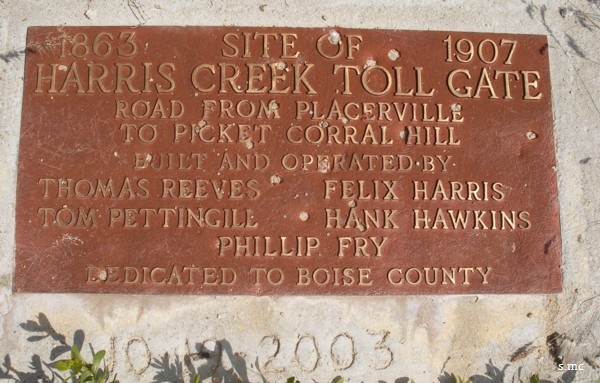 1863 SITE OF 1907
HARRIS CREEK TOLL GATE
ROAD FROM PLACERVILLE
TO PICKET CORRAL HILL
BUILT AND OPERATED BY
THOMAS REEVES FELIX HARRIS
TOM PETTINGILL HANK HAWKINS
PHILLIP FRY
DEDICATED TO BOISE COUNTY
2003
s.mc